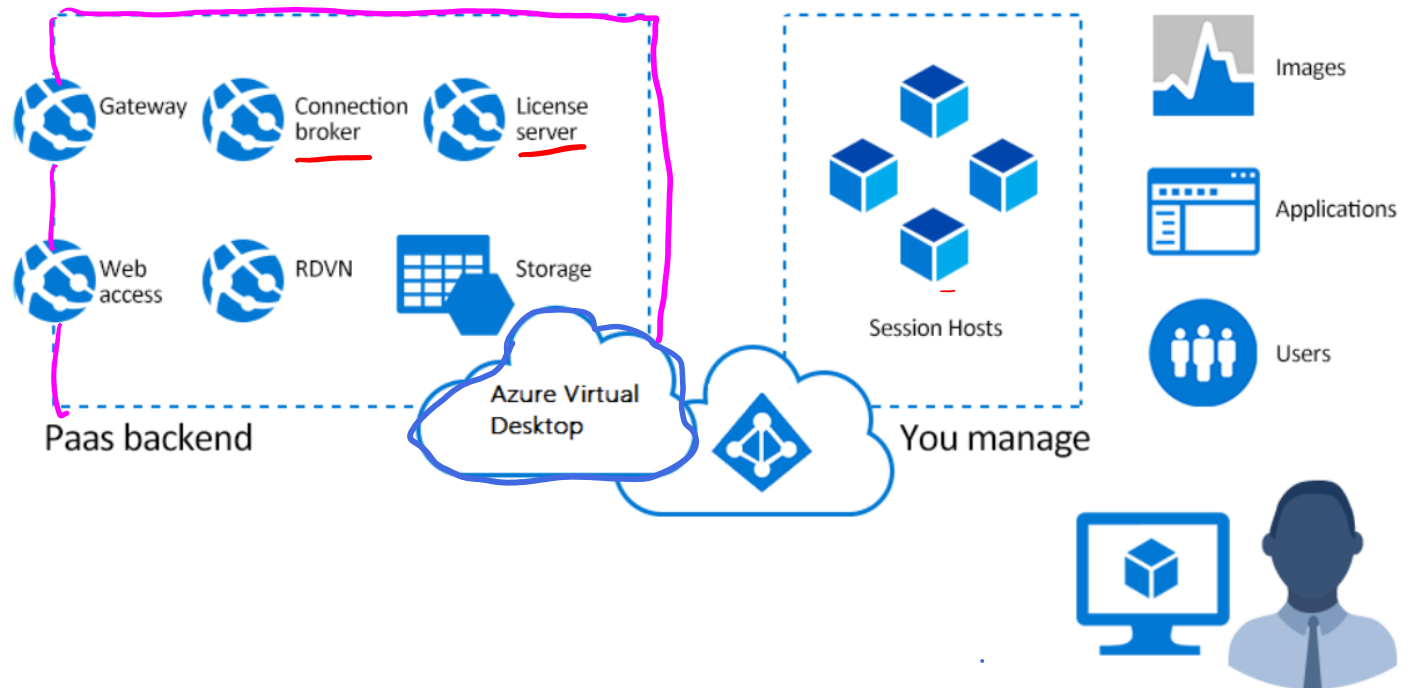 Gateway
Connection
broker
License
server
Web
access
RDVN
Storage
Azure Virtual
Desktop
Paas backend
Session Hosts
You manage
Images
Applications
Users